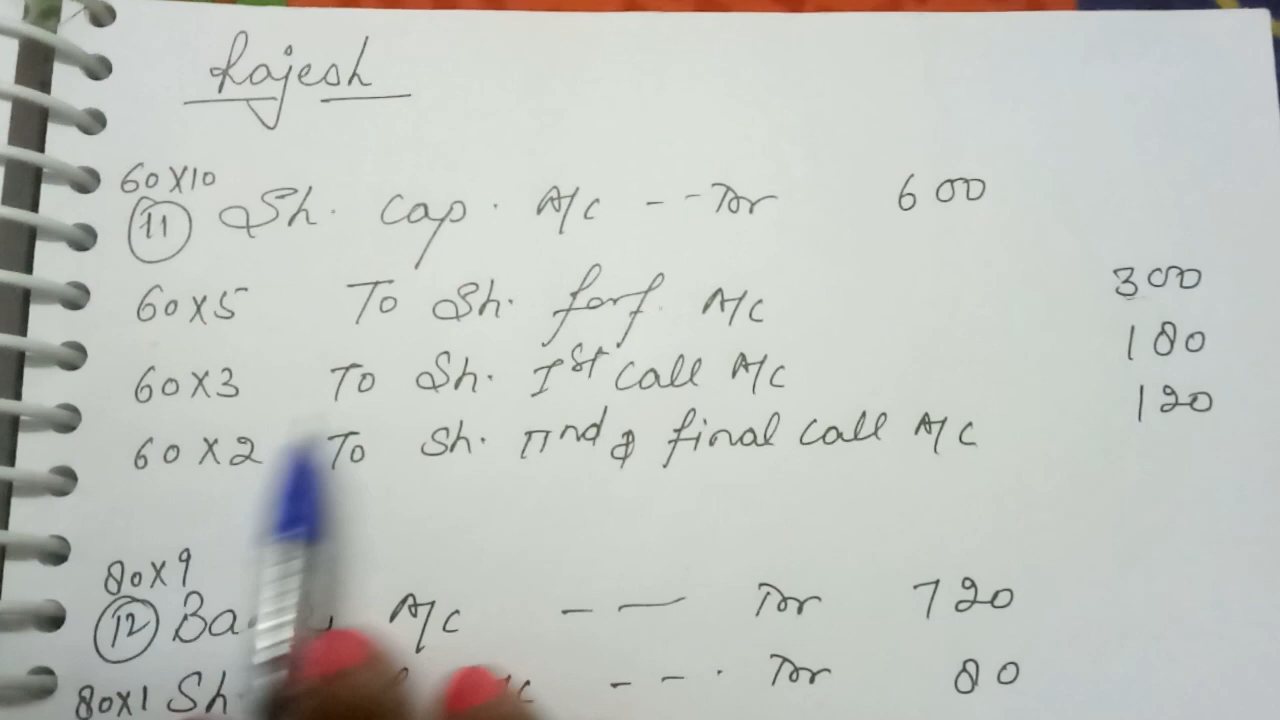 Rajesh
60X10
11 Sh. cap. A/C -- Dr 600
60X5 To Sh. forf. A/C 300
60X3 To Sh. Ist call A/C 180
60X2 To Sh. IInd & final call A/C 120
80X9
12 A/C -- Dr 720
80X1 Sh --. Dr 80